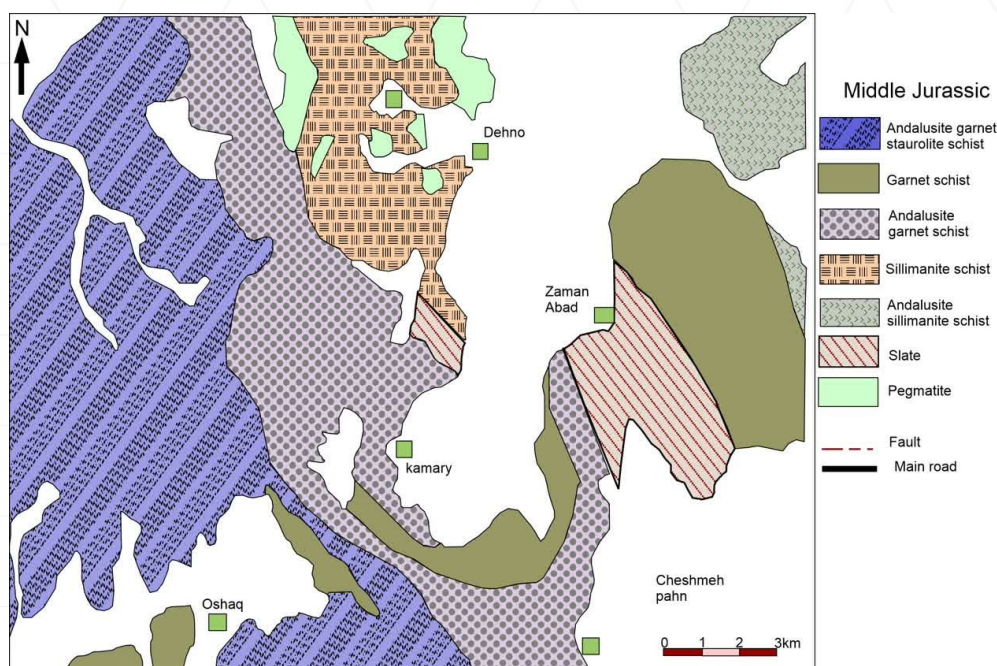 N
Dehno
Zaman
Abad
kamary
Oshaq
Cheshmeh
pahn
0 1 2 3km
Middle Jurassic
Andalusite garnet
staurolite schist
Garnet schist
Andalusite
garnet schist
Sillimanite schist
Andalusite
sillimanite schist
Slate
Pegmatite
Fault
Main road